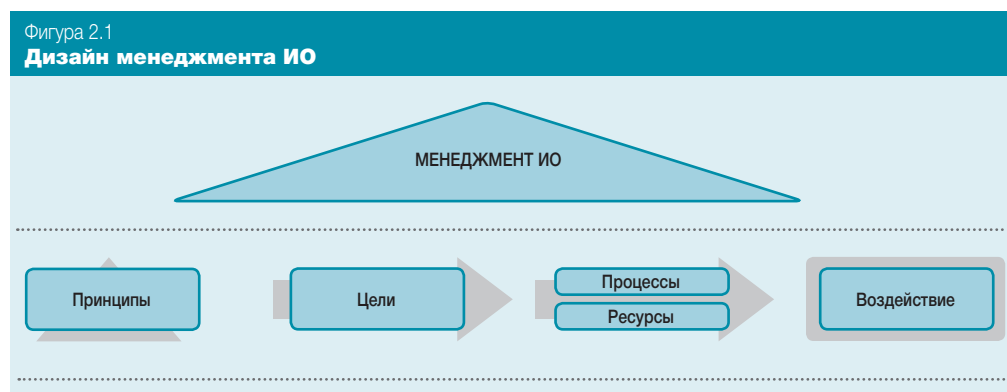 Фигура 2.1
Дизайн менеджмента ИО
МЕНЕДЖМЕНТ ИО
Принципы
Цели
Процессы
Ресурсы
Воздействие